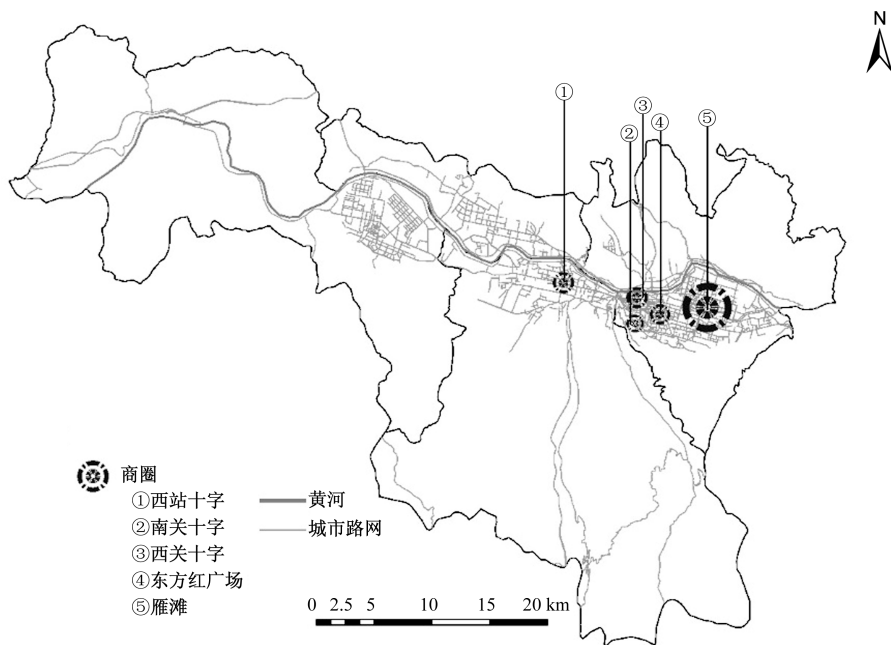 N
①
③
②
④
⑤
商圈
①西站十字
黄河
②南关十字
城市路网
③西关十字
④东方红广场
⑤雁滩
0 2.5 5 10 15 20 km